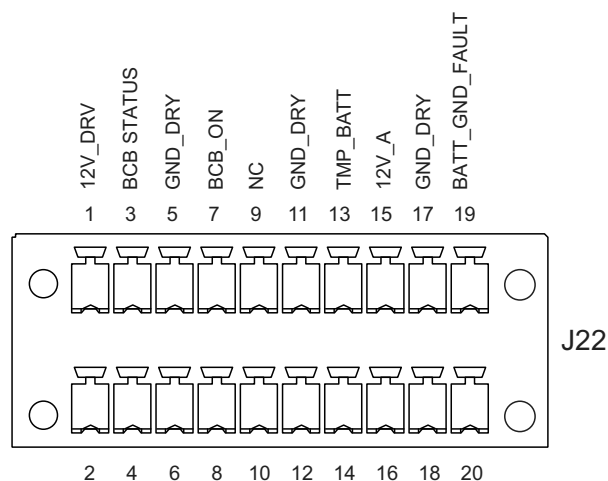 12V_DRV
BCB STATUS
GND_DRY
BCB_ON
NC
GND_DRY
TMP_BATT
12V_A
GND_DRY
BATT_GND_FAULT
1 3 5 7 9 11 13 15 17 19
J22
2 4 6 8 10 12 14 16 18 20